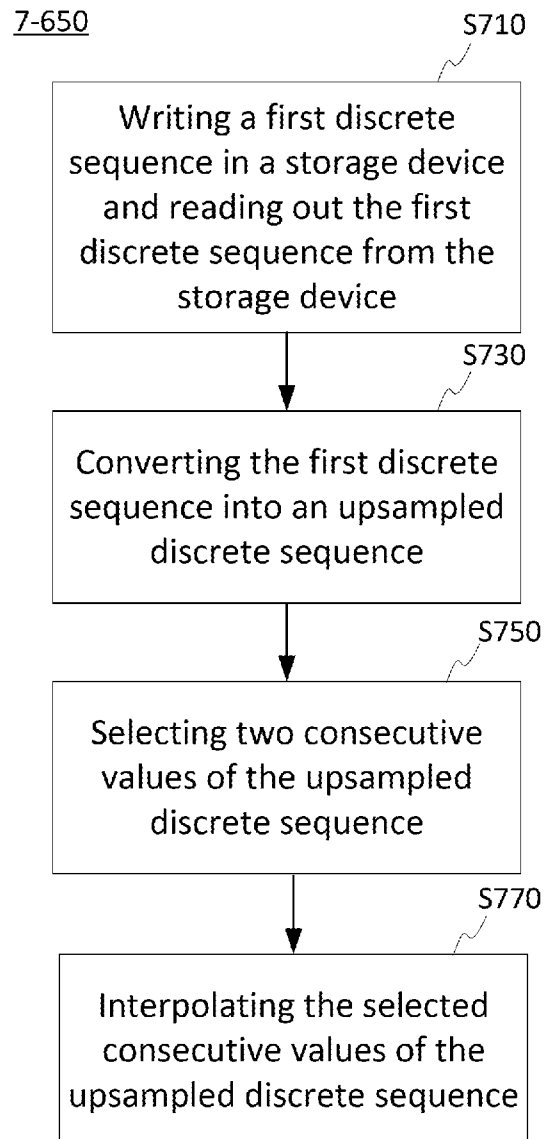 7-650
S710
Writing a first discrete
sequence in a storage device
and reading out the first
discrete sequence from the
storage device
S730
Converting the first discrete
sequence into an upsampled
discrete sequence
S750
Selecting two consecutive
values of the upsampled
discrete sequence
S770
Interpolating the selected
consecutive values of the
upsampled discrete sequence